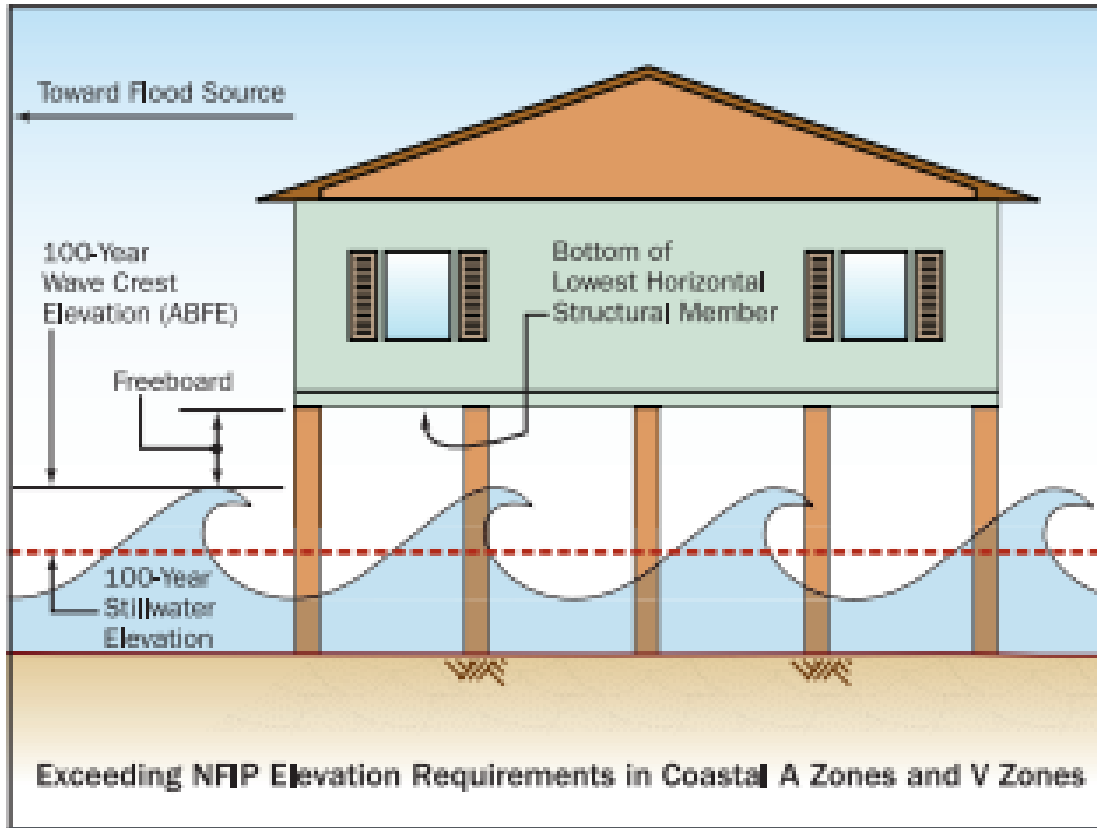 Toward Flood Source
100-Year
Wave Crest
Elevation (ABFE)
Bottom of
Lowest Horizontal
Structural Member
Freeboard
100-Year
Stillwater
Elevation
Exceeding NFIP Elevation Requirements in Coastal A Zones and V Zones